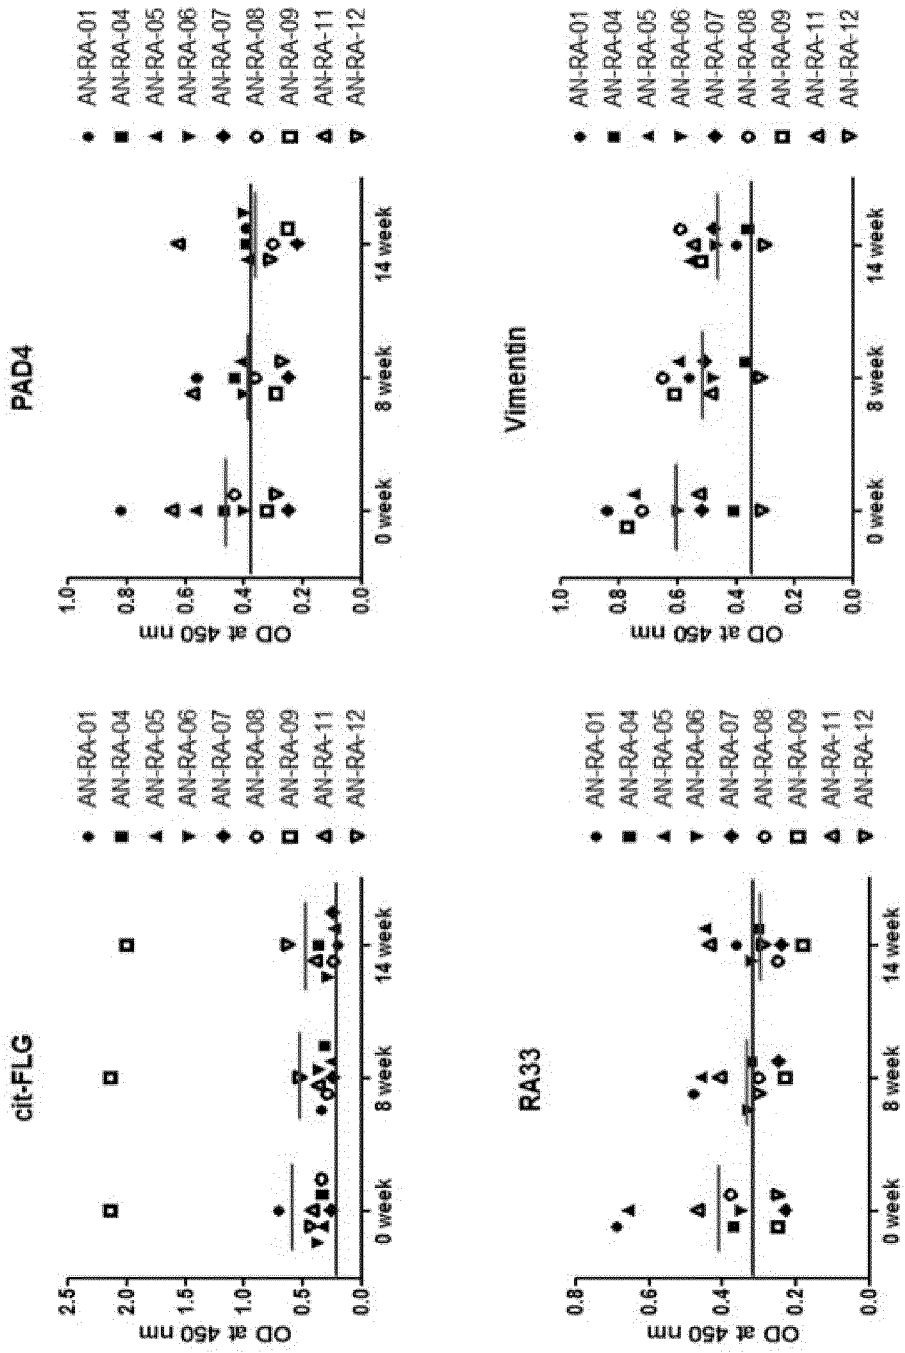 cit-FLG
OD at 450 nm
2.5
2.0
1.5
1.0
0.5
0.0
0 week
8 week
14 week
AN-RA-01
AN-RA-04
AN-RA-05
AN-RA-06
AN-RA-07
AN-RA-08
AN-RA-09
AN-RA-11
AN-RA-12
PAD4
OD at 450 nm
1.0
0.8
0.6
0.4
0.2
0.0
0 week
8 week
14 week
AN-RA-01
AN-RA-04
AN-RA-05
AN-RA-06
AN-RA-07
AN-RA-08
AN-RA-09
AN-RA-11
AN-RA-12
RA33
OD at 450 nm
0.8
0.6
0.4
0.2
0.0
0 week
8 week
14 week
AN-RA-01
AN-RA-04
AN-RA-05
AN-RA-06
AN-RA-07
AN-RA-08
AN-RA-09
AN-RA-11
AN-RA-12
Vimentin
OD at 450 nm
1.0
0.8
0.6
0.4
0.2
0.0
0 week
8 week
14 week
AN-RA-01
AN-RA-04
AN-RA-05
AN-RA-06
AN-RA-07
AN-RA-08
AN-RA-09
AN-RA-11
AN-RA-12